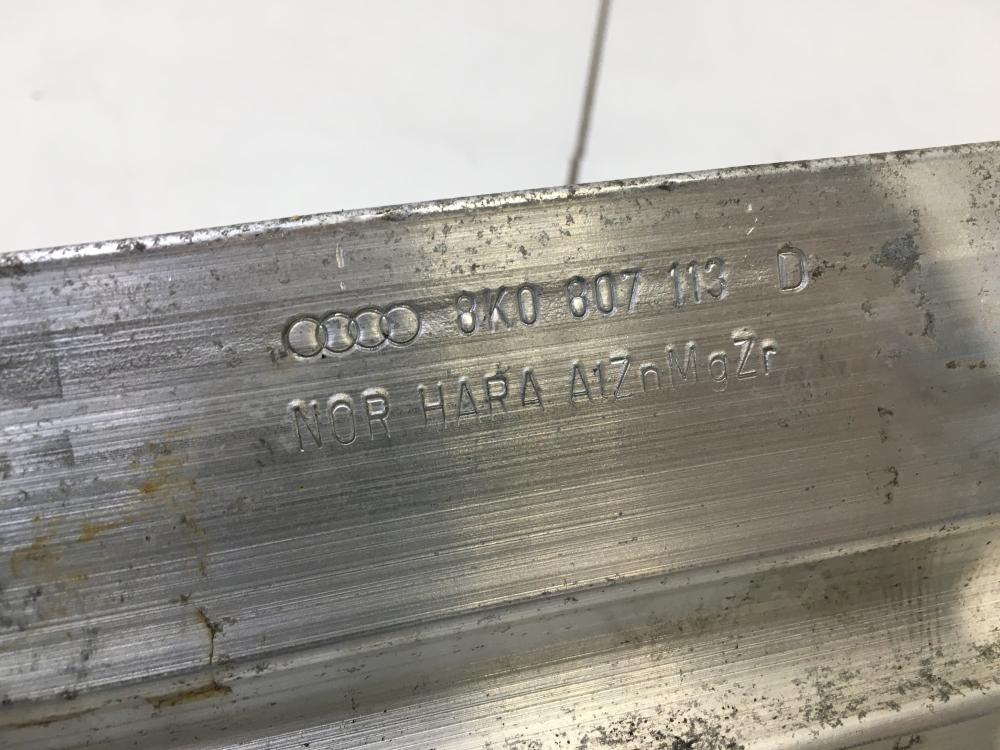 8K0 807 113 D
NOR HARA AlZnMgZr